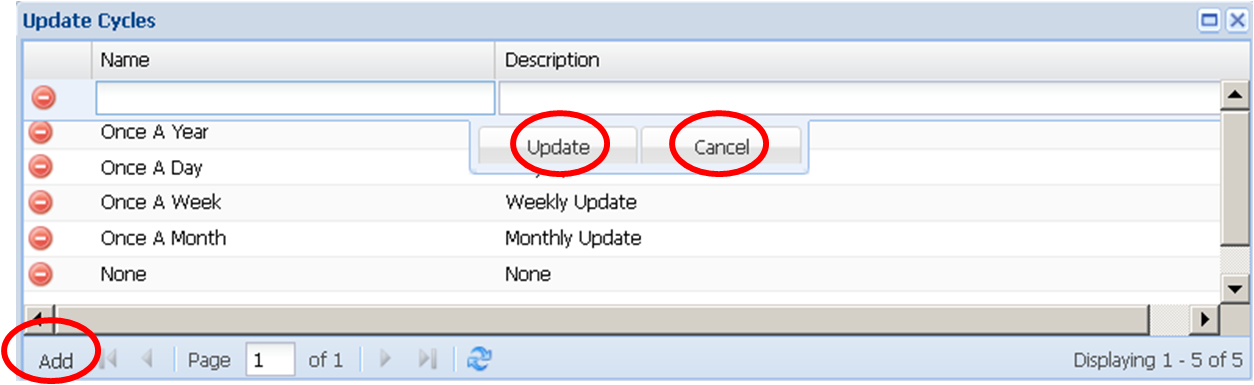 Update Cycles
Name Description
Once A Year
Update Cancel
Once A Day
Once A Week Weekly Update
Once A Month Monthly Update
None None
Add Page 1 of 1 Displaying 1 - 5 of 5